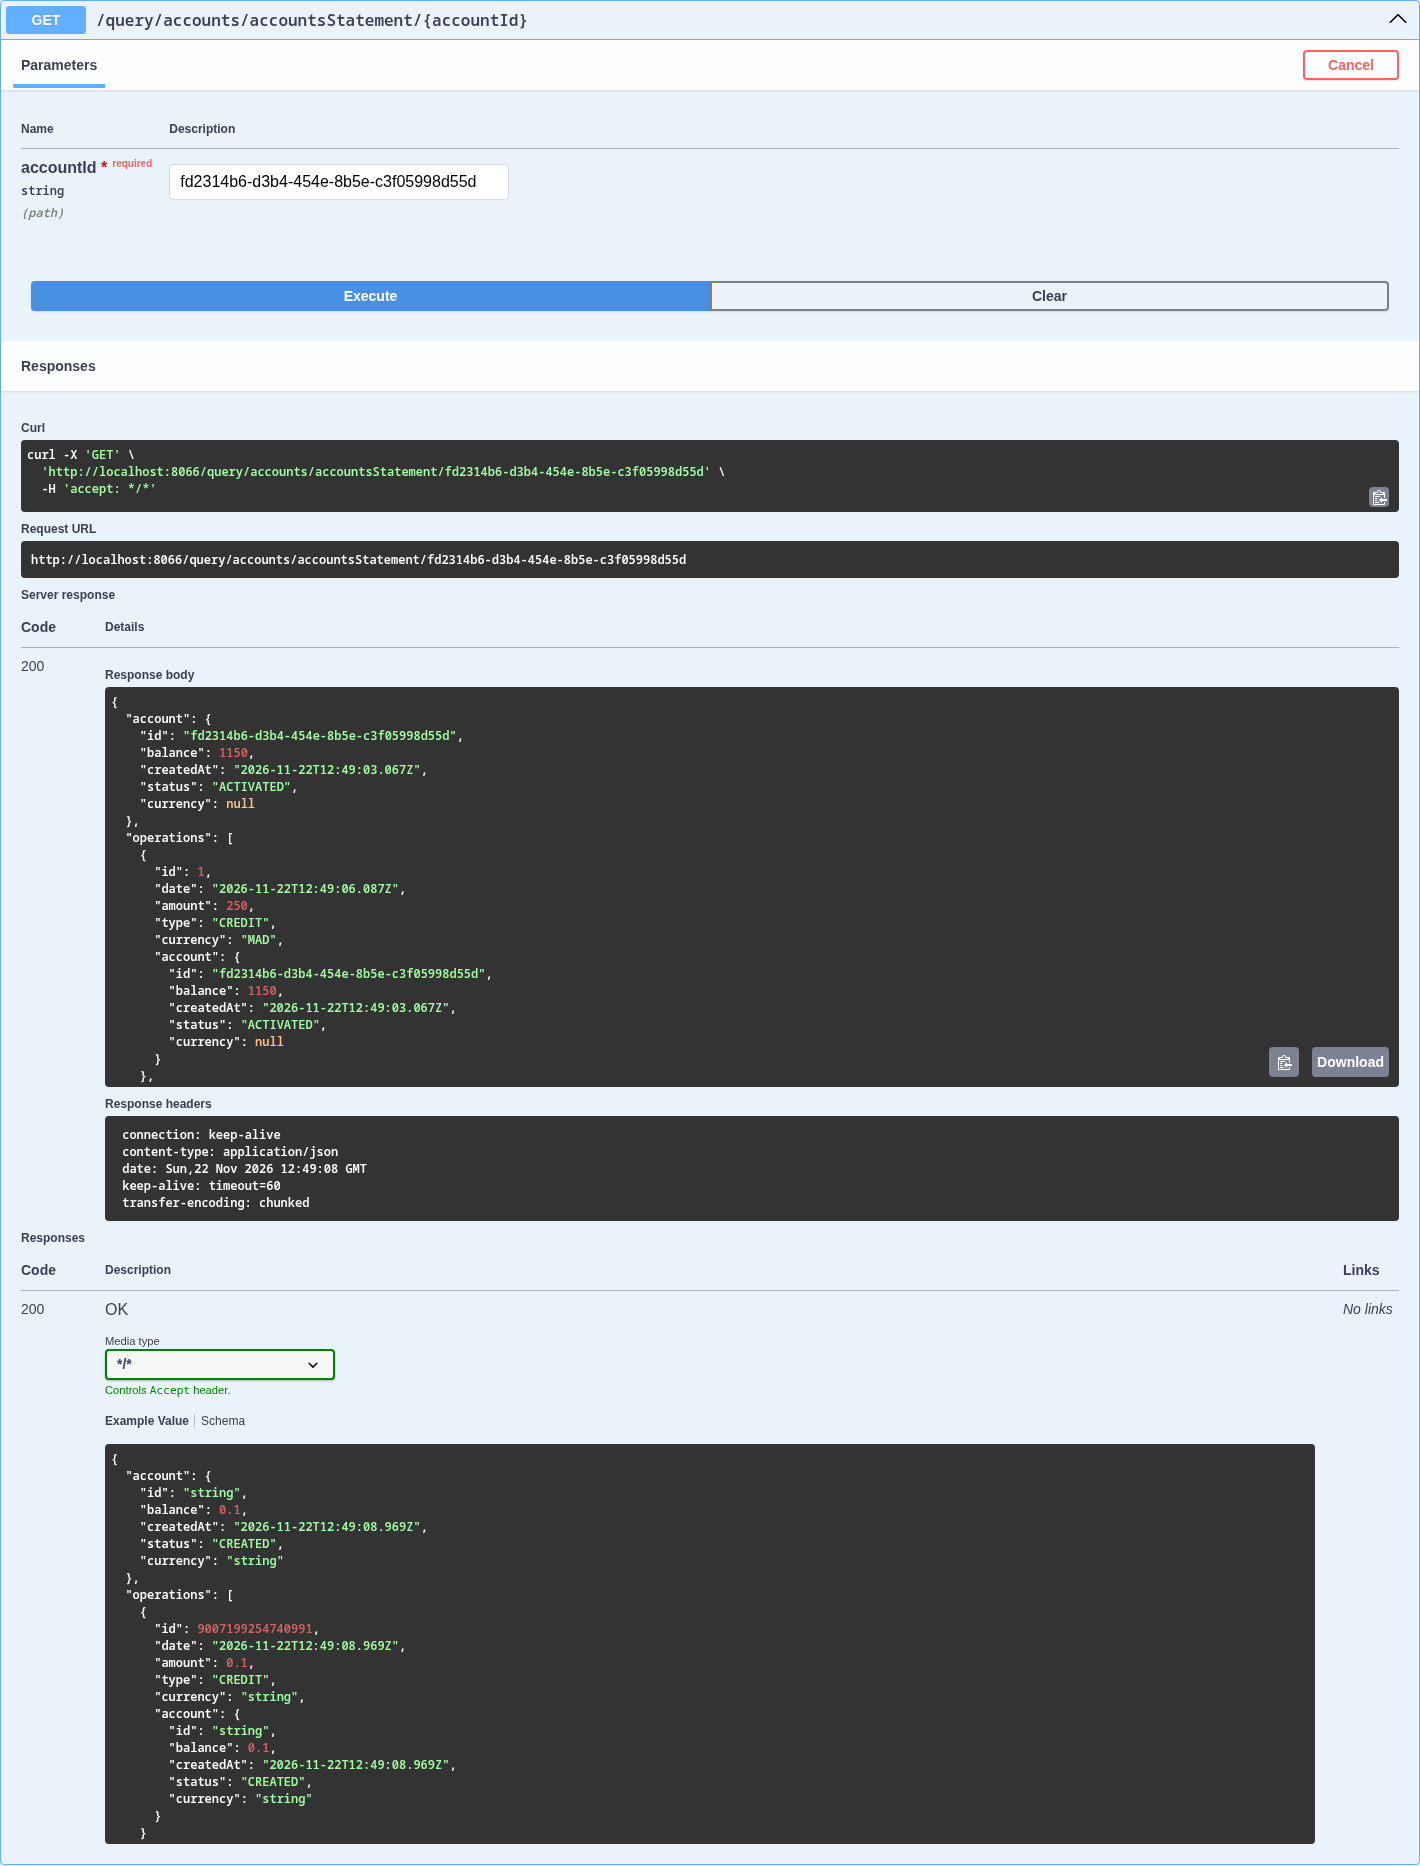 GET /query/accounts/accountsStatement/{accountId}
Parameters
Cancel
Name Description
accountId * required
string
(path)
fd2314b6-d3b4-454e-8b5e-c3f05998d55d
Execute Clear
Responses
Curl
curl -X 'GET' \
  'http://localhost:8066/query/accounts/accountsStatement/fd2314b6-d3b4-454e-8b5e-c3f05998d55d' \
  -H 'accept: */*'
Request URL
http://localhost:8066/query/accounts/accountsStatement/fd2314b6-d3b4-454e-8b5e-c3f05998d55d
Server response
Code Details
200
Response body
{
  "account": {
    "id": "fd2314b6-d3b4-454e-8b5e-c3f05998d55d",
    "balance": 1150,
    "createdAt": "2026-11-22T12:49:03.067Z",
    "status": "ACTIVATED",
    "currency": null
  },
  "operations": [
    {
      "id": 1,
      "date": "2026-11-22T12:49:06.087Z",
      "amount": 250,
      "type": "CREDIT",
      "currency": "MAD",
      "account": {
        "id": "fd2314b6-d3b4-454e-8b5e-c3f05998d55d",
        "balance": 1150,
        "createdAt": "2026-11-22T12:49:03.067Z",
        "status": "ACTIVATED",
        "currency": null
      }
    },
Download
Response headers
connection: keep-alive
content-type: application/json
date: Sun,22 Nov 2026 12:49:08 GMT
keep-alive: timeout=60
transfer-encoding: chunked
Responses
Code Description Links
200 OK No links
Media type
*/*
Controls Accept header.
Example Value Schema
{
  "account": {
    "id": "string",
    "balance": 0.1,
    "createdAt": "2026-11-22T12:49:08.969Z",
    "status": "CREATED",
    "currency": "string"
  },
  "operations": [
    {
      "id": 9007199254740991,
      "date": "2026-11-22T12:49:08.969Z",
      "amount": 0.1,
      "type": "CREDIT",
      "currency": "string",
      "account": {
        "id": "string",
        "balance": 0.1,
        "createdAt": "2026-11-22T12:49:08.969Z",
        "status": "CREATED",
        "currency": "string"
      }
    }